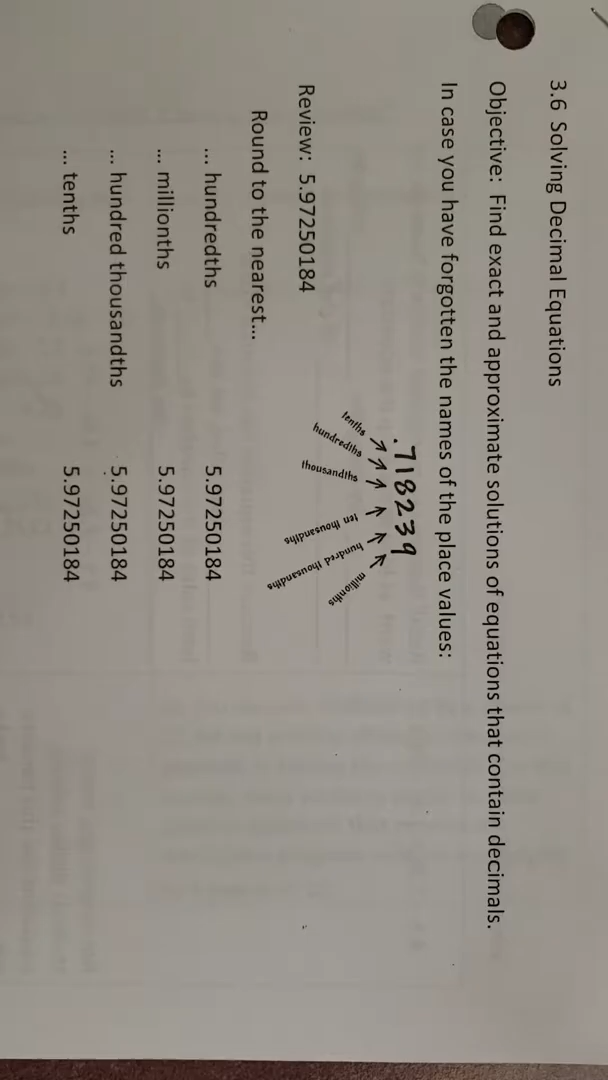 3.6 Solving Decimal Equations
Objective: Find exact and approximate solutions of equations that contain decimals.
In case you have forgotten the names of the place values:
.718239
tenths
hundredths
thousandths
ten thousandths
hundred thousandths
millionths
Review: 5.97250184
Round to the nearest...
... hundredths 5.97250184
... millionths 5.97250184
... hundred thousandths 5.97250184
... tenths 5.97250184